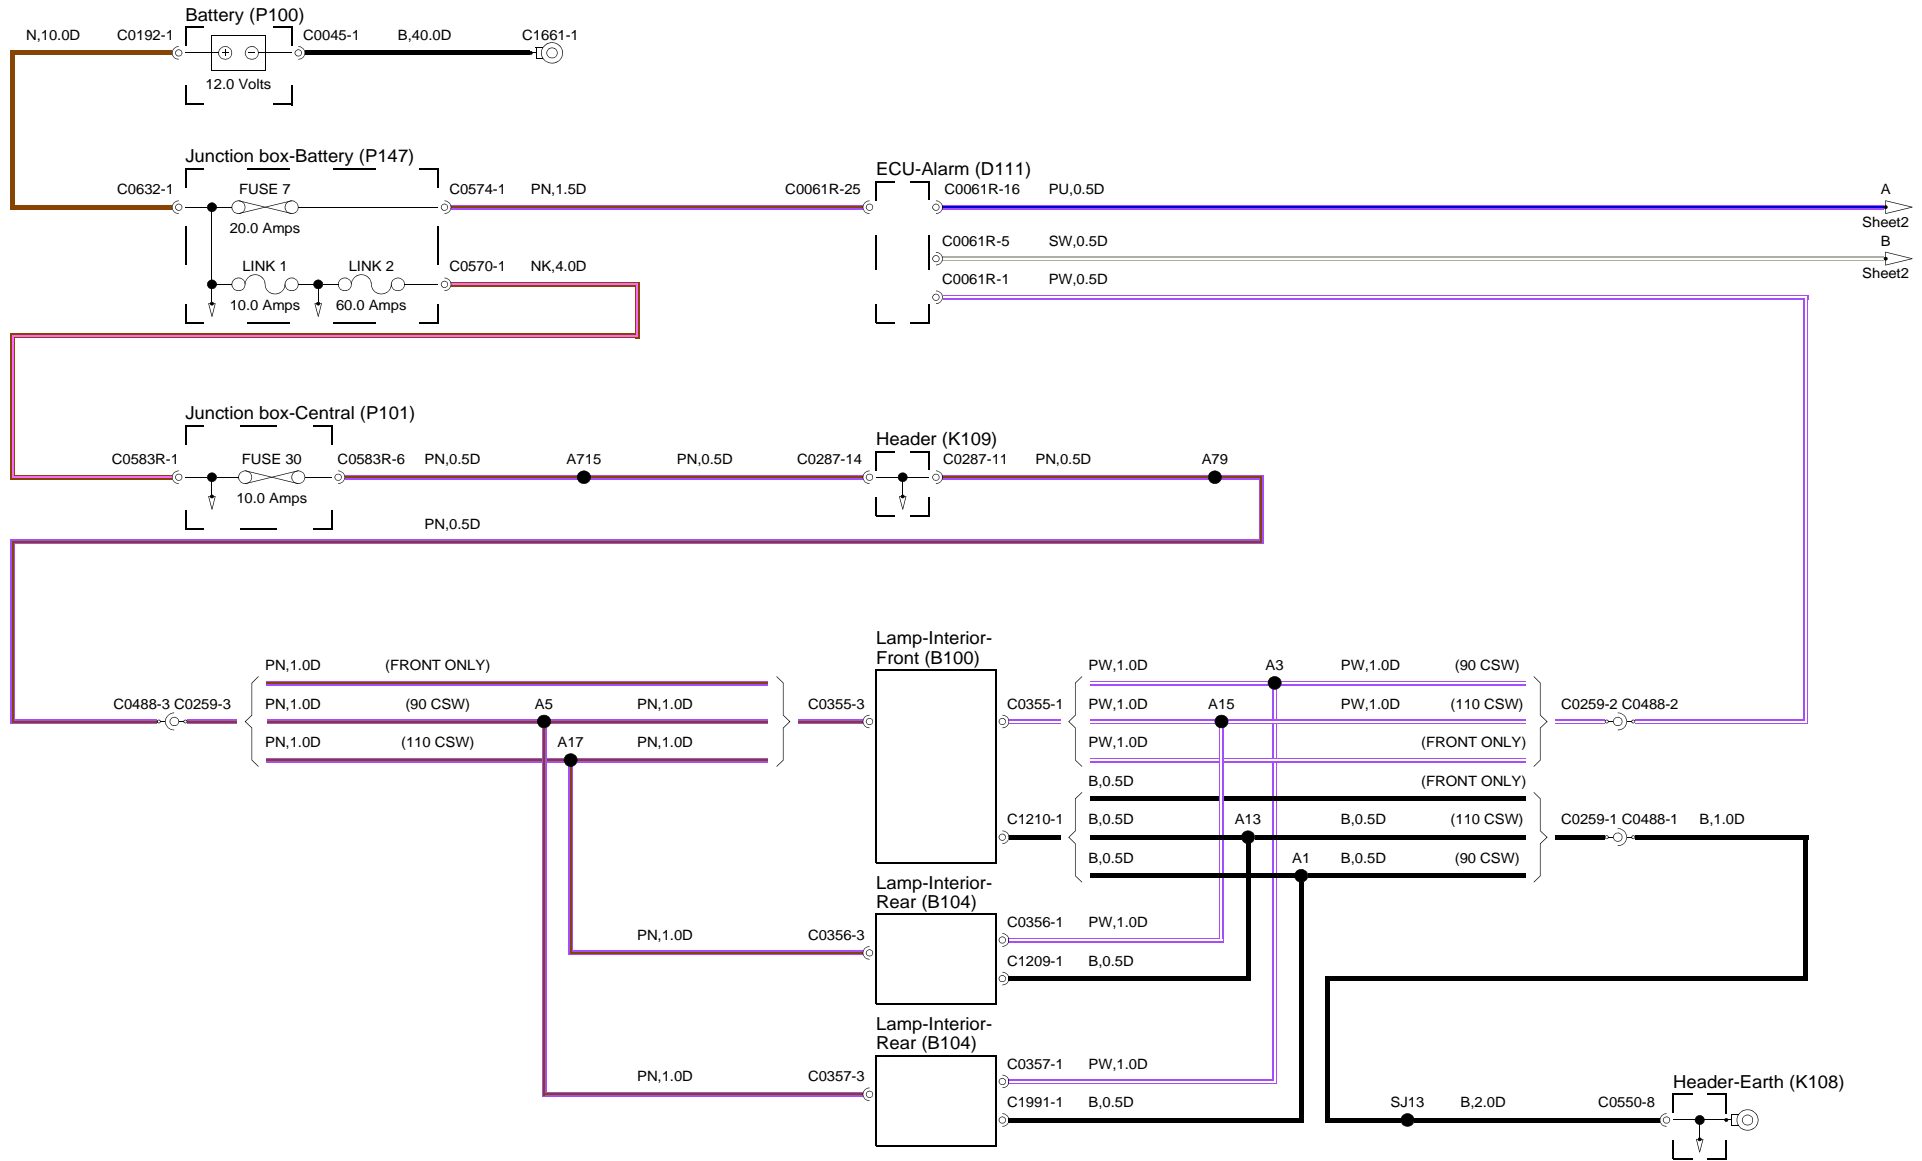 Battery (P100)
N,10.0D C0192-1 C0045-1 B,40.0D C1661-1
12.0 Volts
Junction box-Battery (P147)
ECU-Alarm (D111)
C0632-1 FUSE 7 C0574-1 PN,1.5D C0061R-25 C0061R-16 PU,0.5D A
20.0 Amps Sheet2
C0061R-5 SW,0.5D B
LINK 1 LINK 2 C0570-1 NK,4.0D Sheet2
C0061R-1 PW,0.5D
10.0 Amps 60.0 Amps
Junction box-Central (P101)
Header (K109)
C0583R-1 FUSE 30 C0583R-6 PN,0.5D A715 PN,0.5D C0287-14 C0287-11 PN,0.5D A79
10.0 Amps
PN,0.5D
Lamp-Interior-
Front (B100)
PN,1.0D (FRONT ONLY) PW,1.0D A3 PW,1.0D (90 CSW)
C0488-3 C0259-3 PN,1.0D (90 CSW) A5 PN,1.0D C0355-3 C0355-1 PW,1.0D A15 PW,1.0D (110 CSW) C0259-2 C0488-2
PN,1.0D (110 CSW) A17 PN,1.0D PW,1.0D (FRONT ONLY)
B,0.5D (FRONT ONLY)
C1210-1 B,0.5D A13 B,0.5D (110 CSW) C0259-1 C0488-1 B,1.0D
B,0.5D A1 B,0.5D (90 CSW)
Lamp-Interior-
Rear (B104)
C0356-1 PW,1.0D
PN,1.0D C0356-3
C1209-1 B,0.5D
Lamp-Interior-
Rear (B104)
C0357-1 PW,1.0D
PN,1.0D C0357-3
Header-Earth (K108)
C1991-1 B,0.5D SJ13 B,2.0D C0550-8